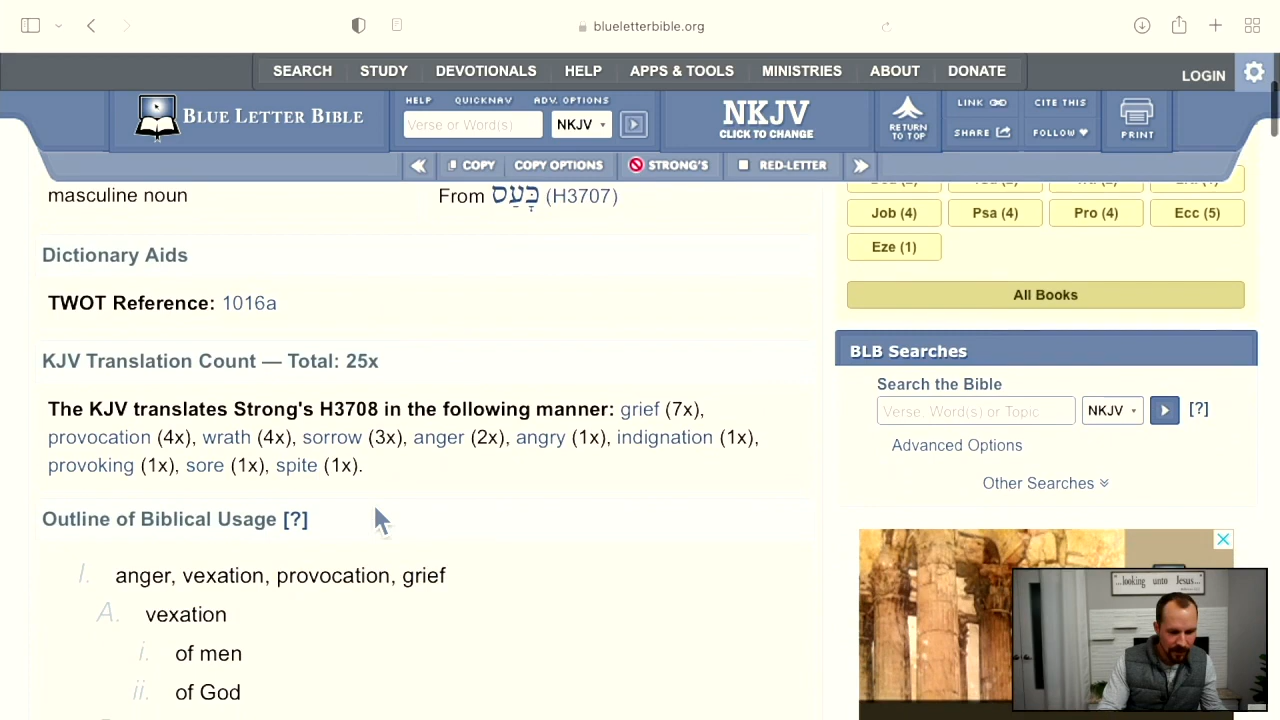 blueletterbible.org
SEARCH STUDY DEVOTIONALS HELP APPS & TOOLS MINISTRIES ABOUT DONATE LOGIN
BLUE LETTER BIBLE
HELP QUICKNAV ADV. OPTIONS
Verse or Word(s) NKJV
NKJV
CLICK TO CHANGE
RETURN
TO TOP
LINK CITE THIS
SHARE FOLLOW
PRINT
COPY COPY OPTIONS STRONG'S RED-LETTER
masculine noun From כָּעַס (H3707)
Dictionary Aids
TWOT Reference: 1016a
KJV Translation Count — Total: 25x
The KJV translates Strong's H3708 in the following manner: grief (7x),
provocation (4x), wrath (4x), sorrow (3x), anger (2x), angry (1x), indignation (1x),
provoking (1x), sore (1x), spite (1x).
Outline of Biblical Usage [?]
I. anger, vexation, provocation, grief
A. vexation
i. of men
ii. of God
Job (4) Psa (4) Pro (4) Ecc (5)
Eze (1)
All Books
BLB Searches
Search the Bible
Verse, Word(s) or Topic NKJV [?]
Advanced Options
Other Searches
...looking unto Jesus...